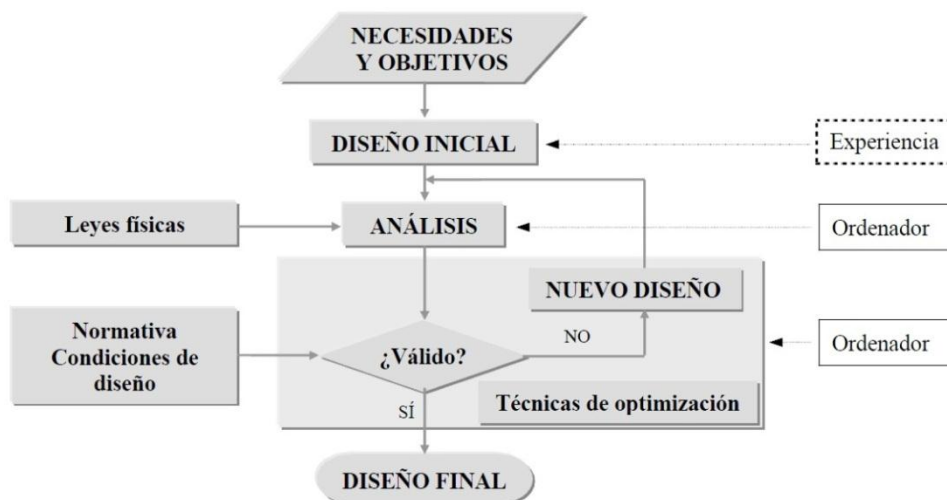 NECESIDADES
Y OBJETIVOS
DISEÑO INICIAL
Experiencia
Leyes físicas
ANÁLISIS
Ordenador
NUEVO DISEÑO
Normativa
Condiciones de
diseño
¿Válido?
NO
Ordenador
SÍ
Técnicas de optimización
DISEÑO FINAL